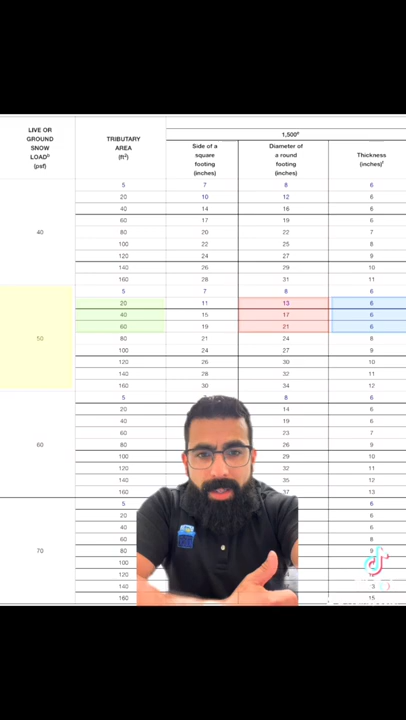 LIVE OR
GROUND
SNOW
LOADᵇ
(psf)
TRIBUTARY
AREA
(ft²)
1,500ᵉ
Side of a
square
footing
(inches)
Diameter of
a round
footing
(inches)
Thickness
(inches)ᶠ
5 7 8 6
20 10 12 6
40 14 16 6
60 17 19 6
40 80 20 22 7
100 22 25 8
120 24 27 9
140 26 29 10
160 28 31 11
5 7 8 6
20 11 13 6
40 15 17 6
60 19 21 6
50 80 21 24 8
100 24 27 9
120 26 30 10
140 28 32 11
160 30 34 12
5 8 6
20 14 6
40 19 6
60 23 7
60 80 26 9
100 29 10
120 32 11
140 35 12
160 37 13
5 6
20 6
40 6
60 8
70 80 9
100
120
140
160 15